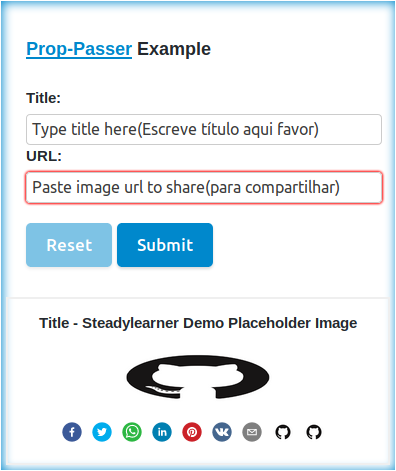 Prop-Passer Example
Title:
Type title here(Escreve título aqui favor)
URL:
Paste image url to share(para compartilhar)
Reset Submit
Title - Steadylearner Demo Placeholder Image